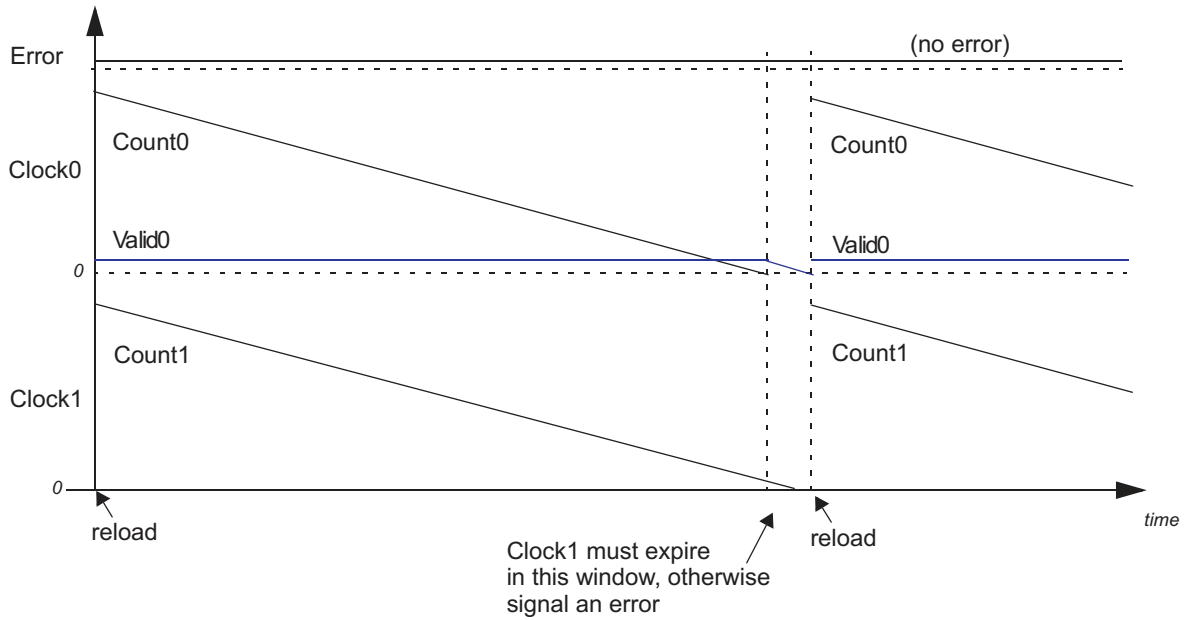 (no error)
Error
Count0
Count0
Clock0
Valid0
Valid0
0
Count1
Count1
Clock1
0
time
reload
reload
Clock1 must expire
in this window, otherwise
signal an error